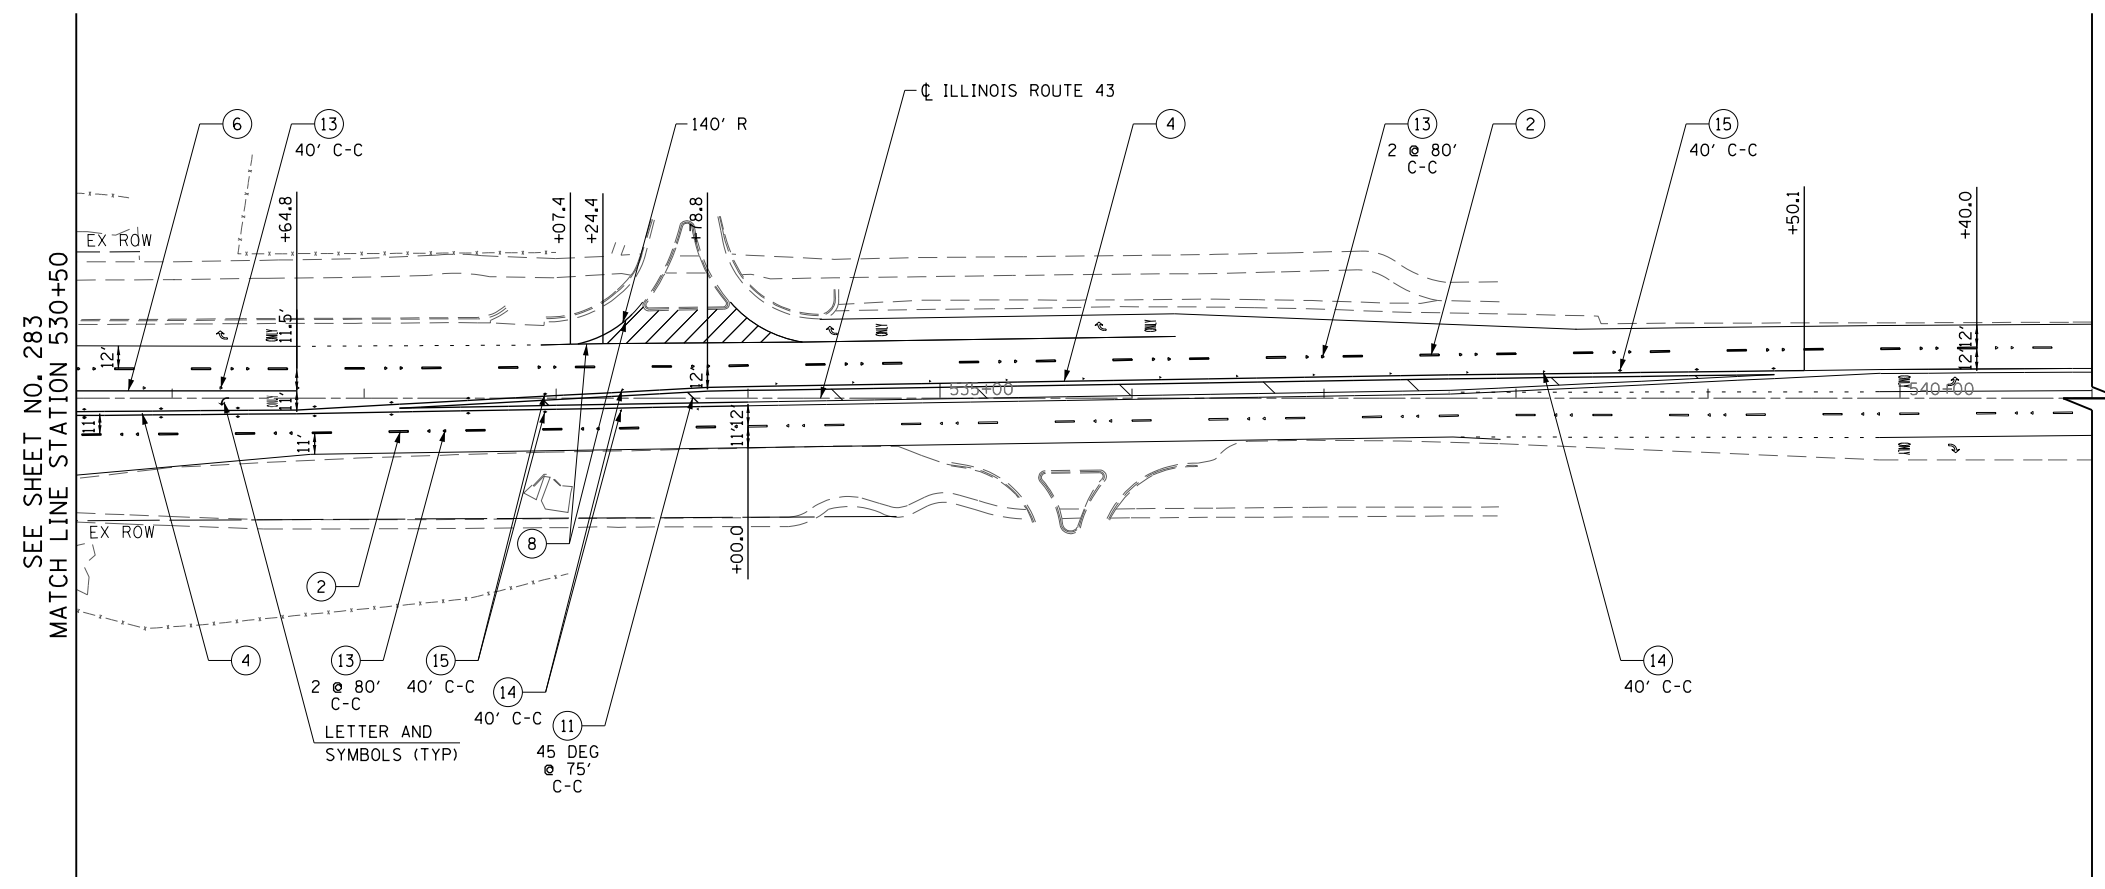 ℄ ILLINOIS ROUTE 43
6
13
40' C-C
140' R
4
13
2 @ 80'
C-C
2
15
40' C-C
+64.8
+07.4
+24.4
+78.8
+50.1
+40.0
EX ROW
SEE SHEET NO. 283
MATCH LINE STATION 530+50
ONLY
11.5'
ONLY
ONLY
12'
12'
12'
12'
11'
ONLY
535+00
ONLY
540+00
11'
11'
12'
11'
ONLY
EX ROW
8
+00.0
2
4
13
2 @ 80'
C-C
15
40' C-C
14
40' C-C
14
40' C-C
11
45 DEG
@ 75'
C-C
LETTER AND
SYMBOLS (TYP)